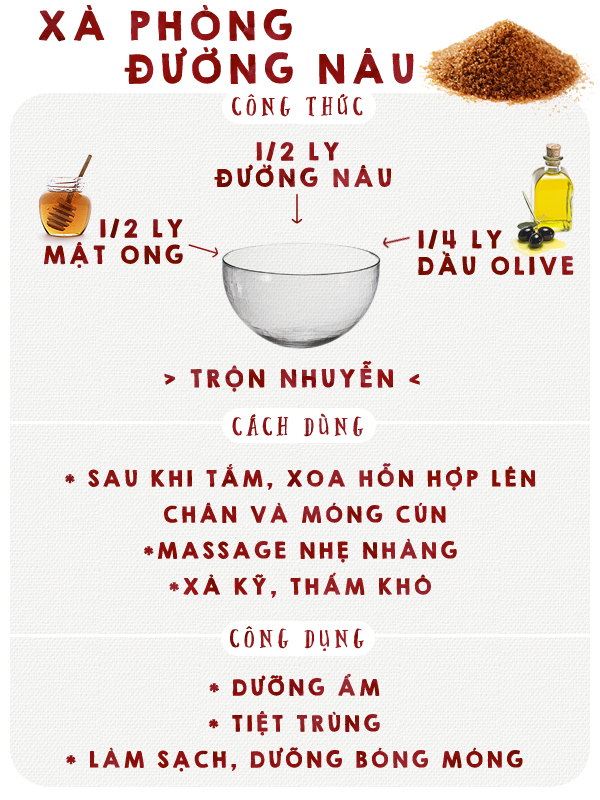 XÀ PHÒNG
ĐƯỜNG NÂU
CÔNG THỨC
1/2 LY
ĐƯỜNG NÂU
1/2 LY
MẬT ONG
1/4 LY
DẦU OLIVE
> TRỘN NHUYỄN <
CÁCH DÙNG
* SAU KHI TẮM, XOA HỖN HỢP LÊN
CHÂN VÀ MÓNG CÚN
*MASSAGE NHẸ NHÀNG
*XẢ KỸ, THẤM KHÔ
CÔNG DỤNG
* DƯỠNG ẨM
* TIỆT TRÙNG
* LÀM SẠCH, DƯỠNG BÓNG MÓNG